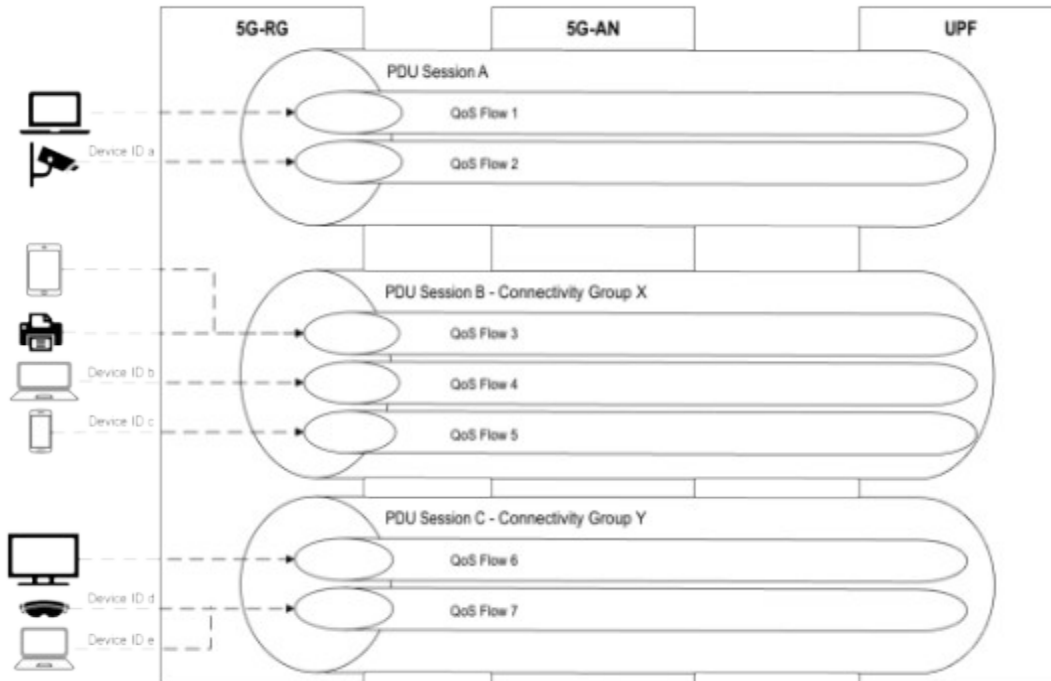 5G-RG 5G-AN UPF
PDU Session A
QoS Flow 1
Device ID a
QoS Flow 2
PDU Session B - Connectivity Group X
QoS Flow 3
Device ID b
QoS Flow 4
Device ID c
QoS Flow 5
PDU Session C - Connectivity Group Y
QoS Flow 6
Device ID d
QoS Flow 7
Device ID e